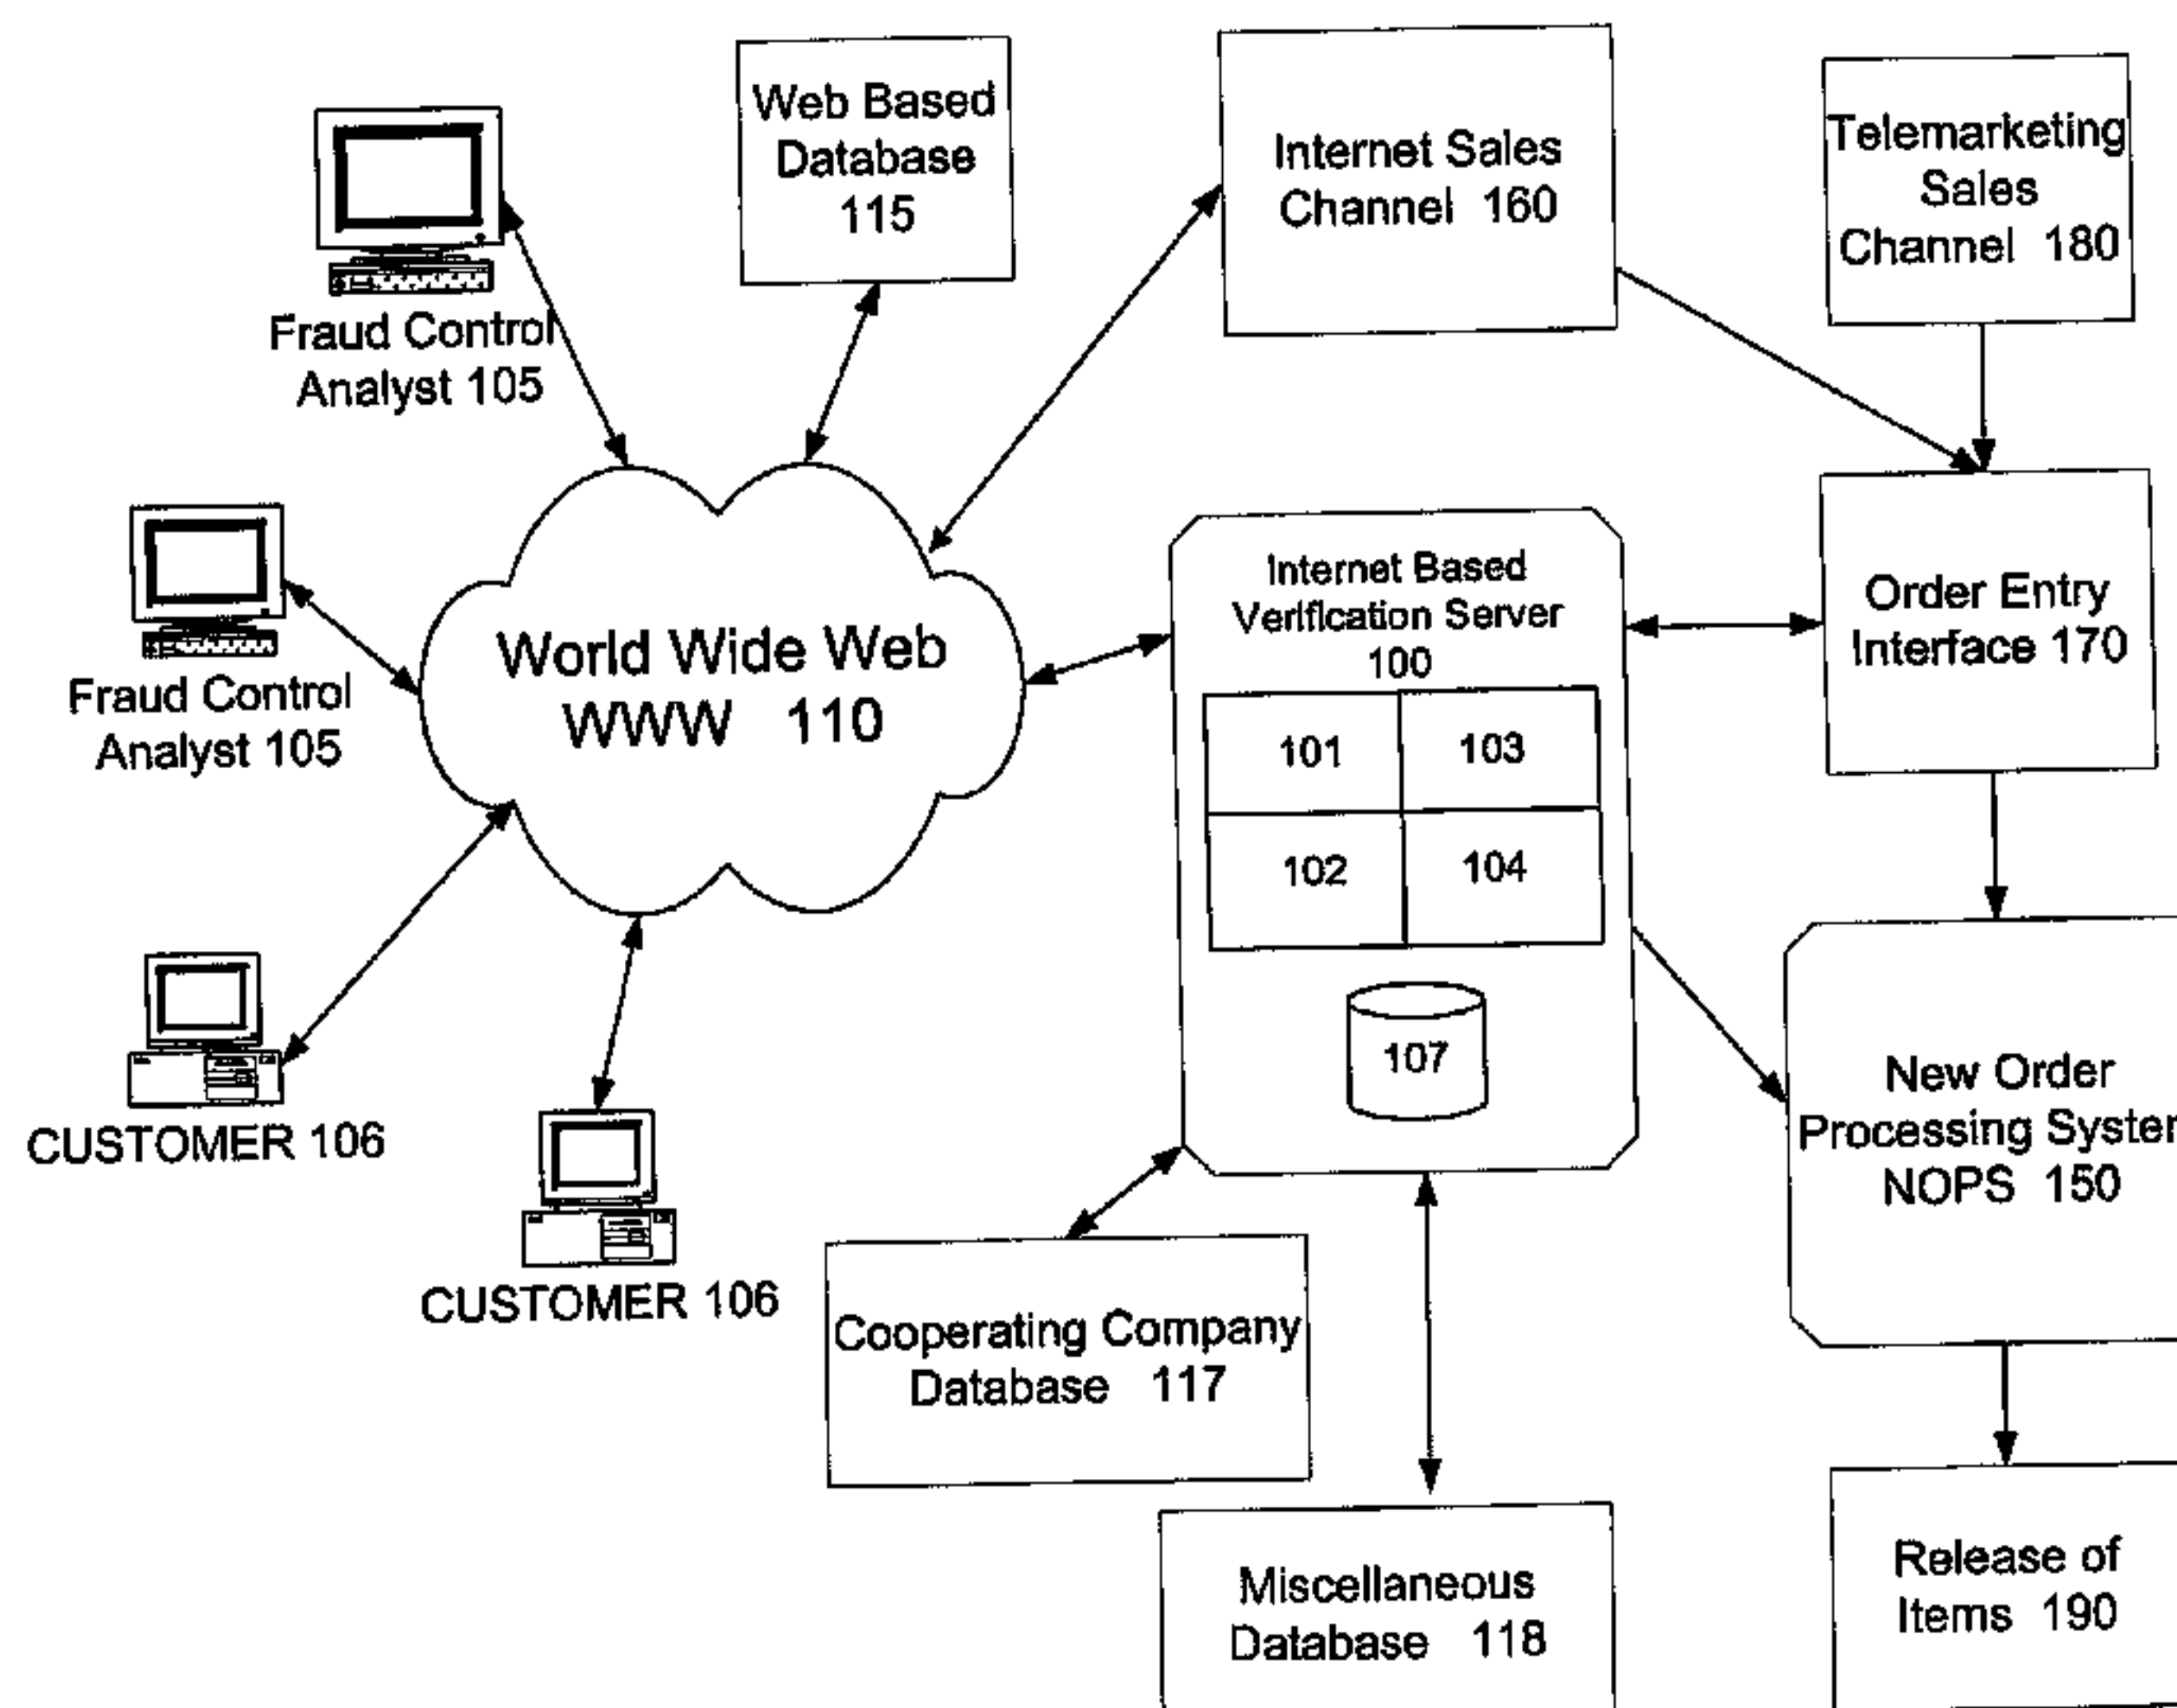 Web Based
Database
115
Internet Sales
Channel 160
Telemarketing
Sales
Channel 180
Fraud Control
Analyst 105
Internet Based
Verification Server
100
Order Entry
Interface 170
World Wide Web
WWW 110
Fraud Control
Analyst 105
101
103
102
104
107
New Order
Processing System
NOPS 150
CUSTOMER 106
CUSTOMER 106
Cooperating Company
Database 117
Miscellaneous
Database 118
Release of
Items 190